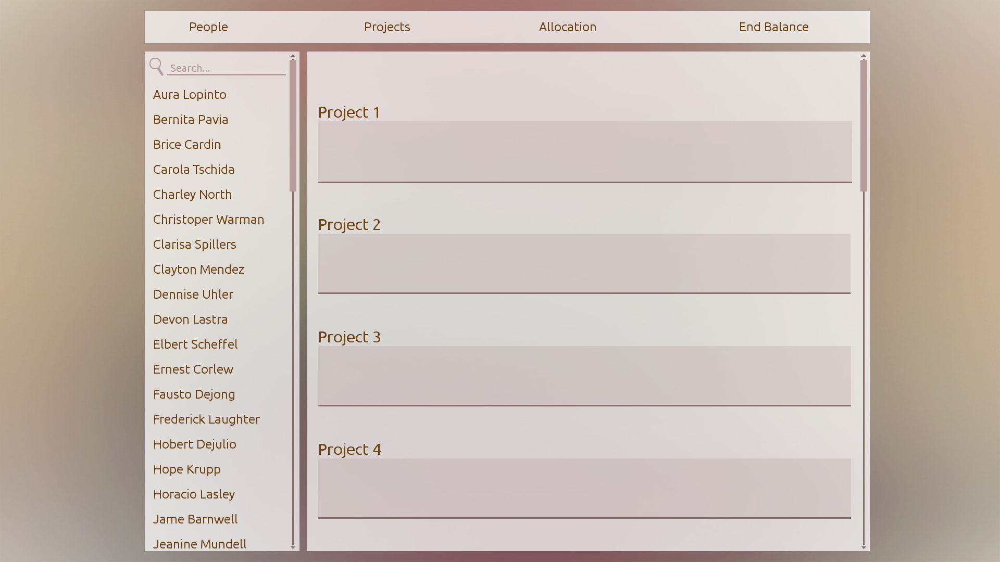 People Projects Allocation End Balance
Search...
Aura Lopinto
Bernita Pavia
Brice Cardin
Carola Tschida
Charley North
Christoper Warman
Clarisa Spillers
Clayton Mendez
Dennise Uhler
Devon Lastra
Elbert Scheffel
Ernest Corlew
Fausto Dejong
Frederick Laughter
Hobert Dejulio
Hope Krupp
Horacio Lasley
Jame Barnwell
Jeanine Mundell
Project 1
Project 2
Project 3
Project 4